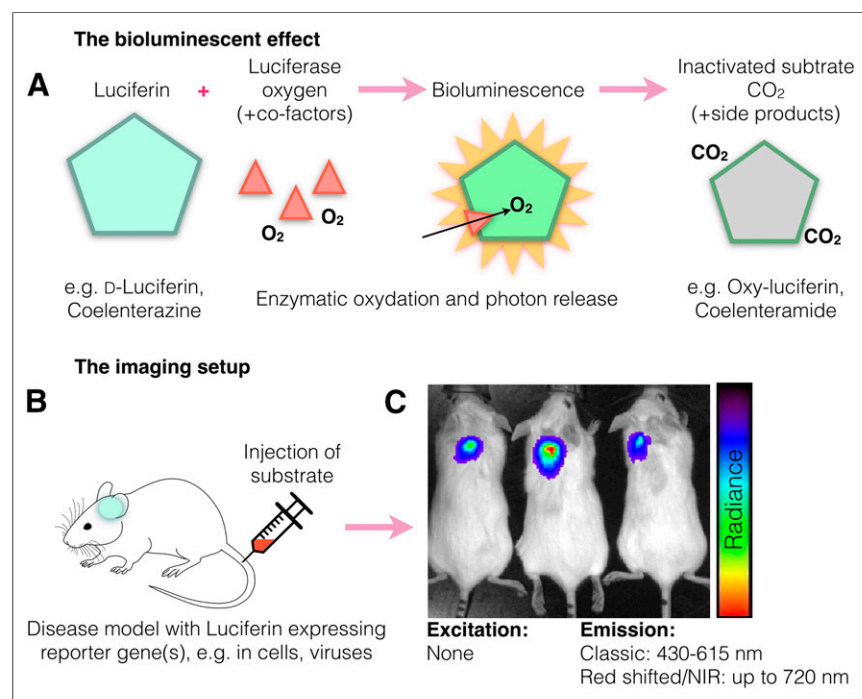 The bioluminescent effect
A
Luciferin
+
Luciferase
oxygen
(+co-factors)
Bioluminescence
Inactivated subtrate
CO₂
(+side products)
O₂
O₂
O₂
CO₂
CO₂
e.g. D-Luciferin,
Coelenterazine
Enzymatic oxydation and photon release
e.g. Oxy-luciferin,
Coelenteramide
The imaging setup
B
Injection of
substrate
Disease model with Luciferin expressing
reporter gene(s), e.g. in cells, viruses
C
Radiance
Excitation:
None
Emission:
Classic: 430-615 nm
Red shifted/NIR: up to 720 nm